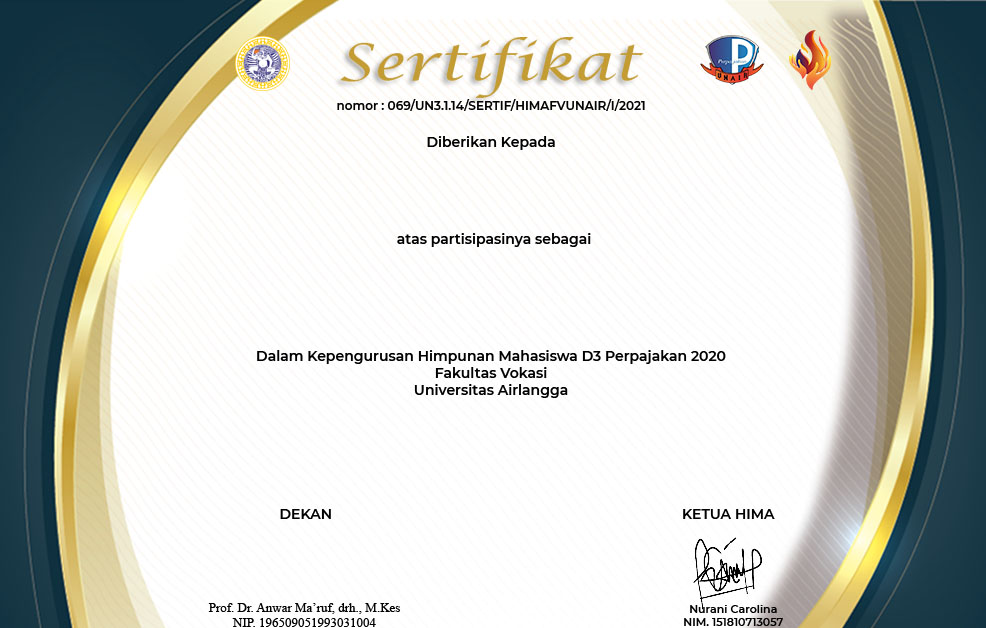 Sertifikat
nomor : 069/UN3.1.14/SERTIF/HIMAFVUNAIR/I/2021
Diberikan Kepada
atas partisipasinya sebagai
Dalam Kepengurusan Himpunan Mahasiswa D3 Perpajakan 2020
Fakultas Vokasi
Universitas Airlangga
DEKAN
KETUA HIMA
Prof. Dr. Anwar Ma’ruf, drh., M.Kes
NIP. 196509051993031004
Nurani Carolina
NIM. 151810713057
P
UNAIR